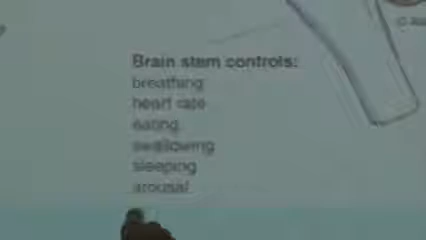 Brain stem controls:
breathing
heart rate
eating
swallowing
sleeping
arousal